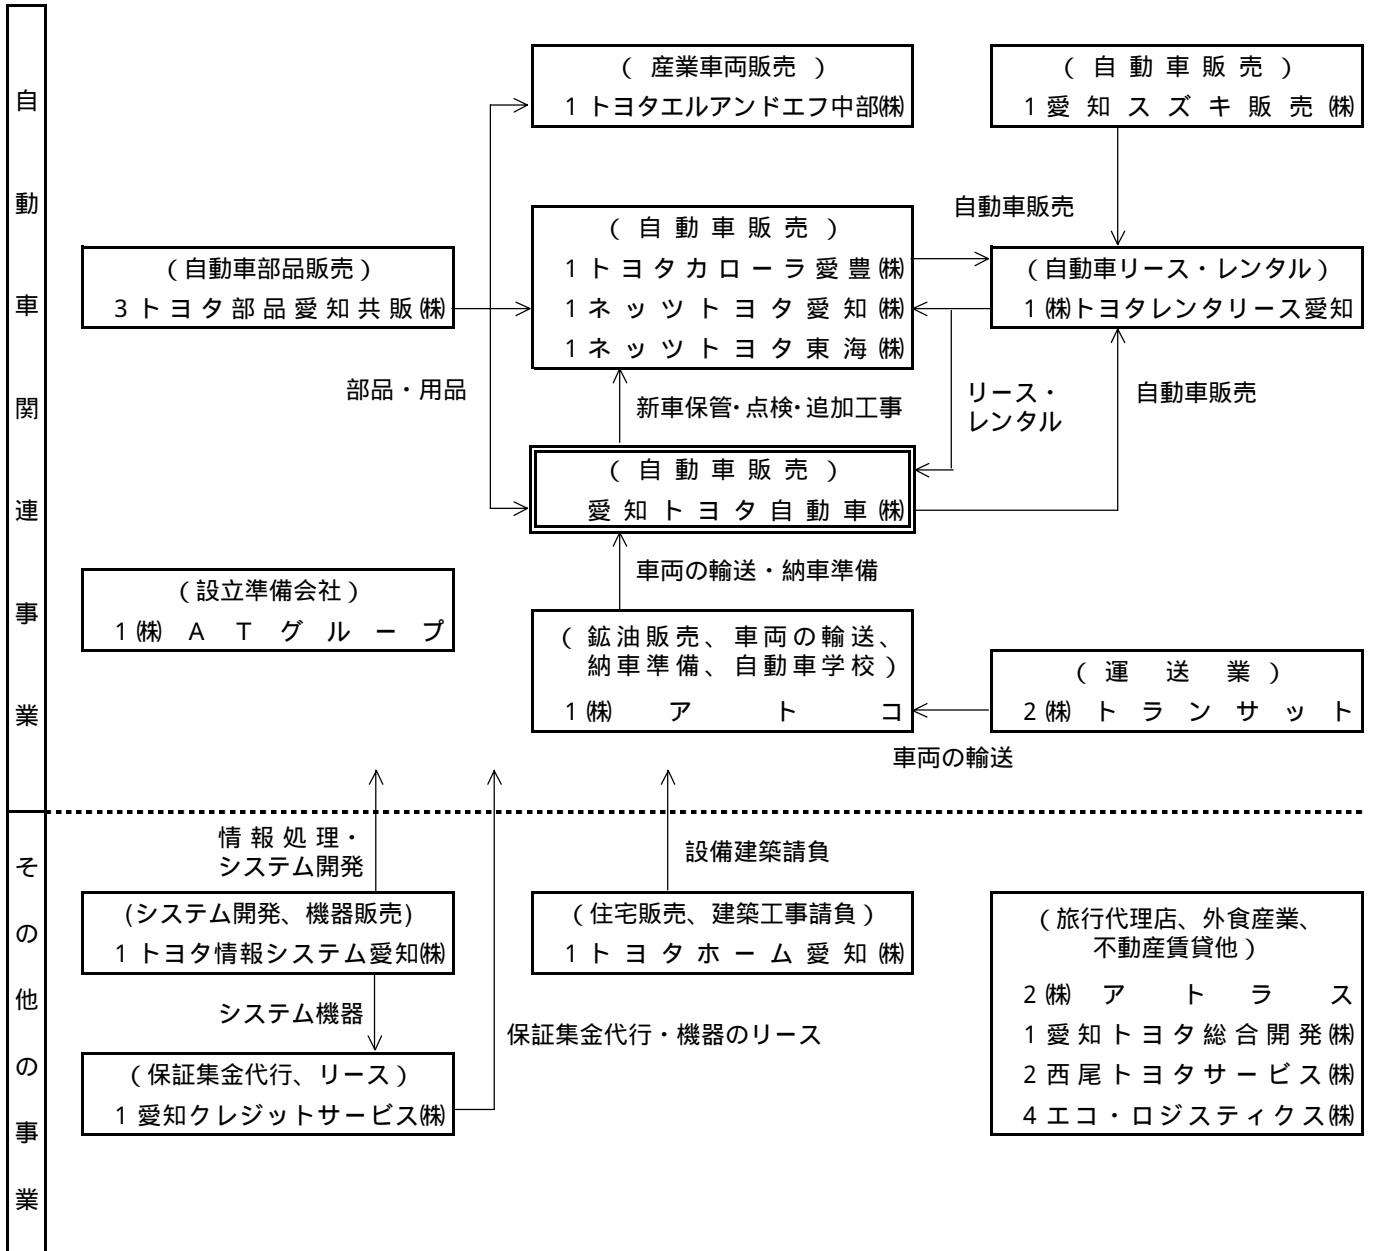 自動車関連事業
(産業車両販売)
1トヨタエルアンドエフ中部㈱
(自動車販売)
1愛知スズキ販売㈱
自動車販売
(自動車部品販売)
3トヨタ部品愛知共販㈱
(自動車販売)
1トヨタカローラ愛豊㈱
1ネッツトヨタ愛知㈱
1ネッツトヨタ東海㈱
(自動車リース・レンタル)
1㈱トヨタレンタリース愛知
部品・用品
新車保管・点検・追加工事
リース・
レンタル
自動車販売
(自動車販売)
愛知トヨタ自動車㈱
車両の輸送・納車準備
(設立準備会社)
1㈱ATグループ
(鉱油販売、車両の輸送、
納車準備、自動車学校)
1㈱アトコ
(運送業)
2㈱トランサット
車両の輸送
その他の事業
情報処理・
システム開発
設備建築請負
(システム開発、機器販売)
1トヨタ情報システム愛知㈱
(住宅販売、建築工事請負)
1トヨタホーム愛知㈱
(旅行代理店、外食産業、
不動産賃貸他)
2㈱アトラス
1愛知トヨタ総合開発㈱
2西尾トヨタサービス㈱
4エコ・ロジスティクス㈱
システム機器
保証集金代行・機器のリース
(保証集金代行、リース)
1愛知クレジットサービス㈱